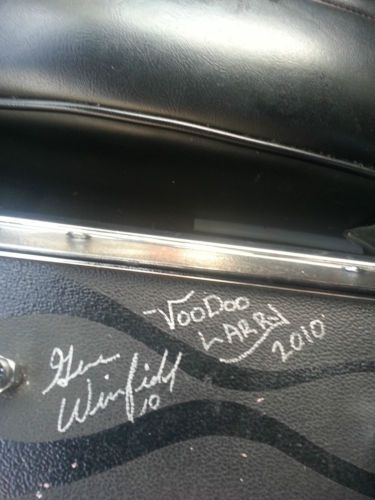 VOODOO
LARRY
2010
Gene
Winfield
10